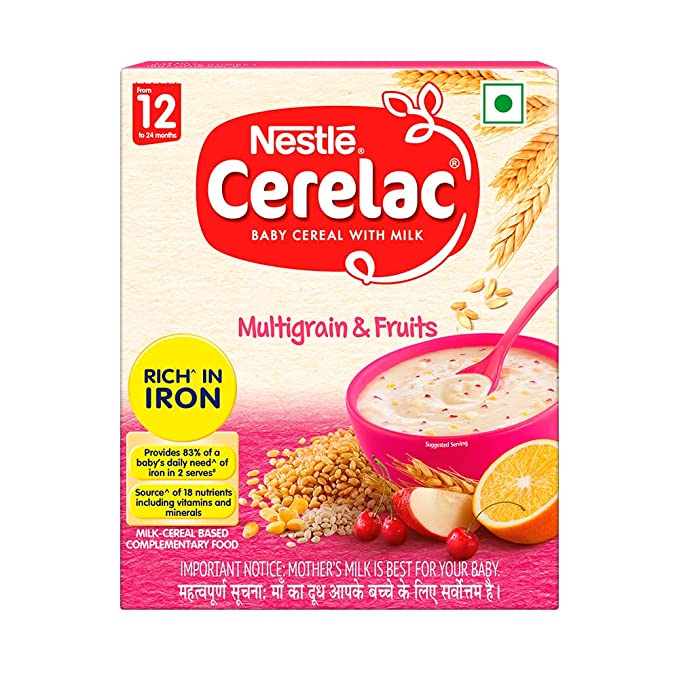 From
12
to 24 months
Nestlé®
Cerelac®
BABY CEREAL WITH MILK
Multigrain & Fruits
RICH^ IN
IRON
Provides 83% of a
baby's daily need^ of
iron in 2 serves#
Source^ of 18 nutrients
including vitamins and
minerals
MILK-CEREAL BASED
COMPLEMENTARY FOOD
Suggested Serving
IMPORTANT NOTICE: MOTHER'S MILK IS BEST FOR YOUR BABY.
महत्वपूर्ण सूचना: माँ का दूध आपके बच्चे के लिए सर्वोत्तम है।